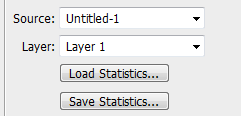 Source: Untitled-1
Layer: Layer 1
Load Statistics...
Save Statistics...